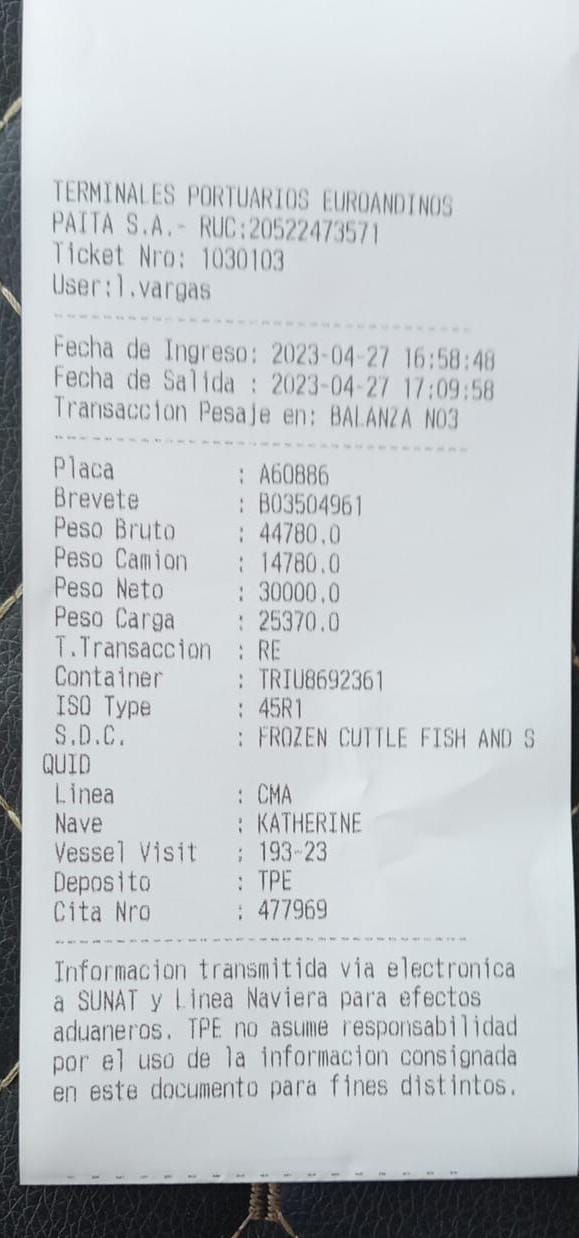 TERMINALES PORTUARIOS EUROANDINOS
PAITA S.A.- RUC:20522473571
Ticket Nro: 1030103
User:l.vargas
Fecha de Ingreso: 2023-04-27 16:58:48
Fecha de Salida : 2023-04-27 17:09:58
Transaccion Pesaje en: BALANZA NO3
Placa : A60886
Brevete : B03504961
Peso Bruto : 44780.0
Peso Camion : 14780.0
Peso Neto : 30000.0
Peso Carga : 25370.0
T.Transaccion : RE
Container : TRIU8692361
ISO Type : 45R1
S.D.C. : FROZEN CUTTLE FISH AND S
QUID
Linea : CMA
Nave : KATHERINE
Vessel Visit : 193-23
Deposito : TPE
Cita Nro : 477969
Informacion transmitida via electronica
a SUNAT y Linea Naviera para efectos
aduaneros. TPE no asume responsabilidad
por el uso de la informacion consignada
en este documento para fines distintos.